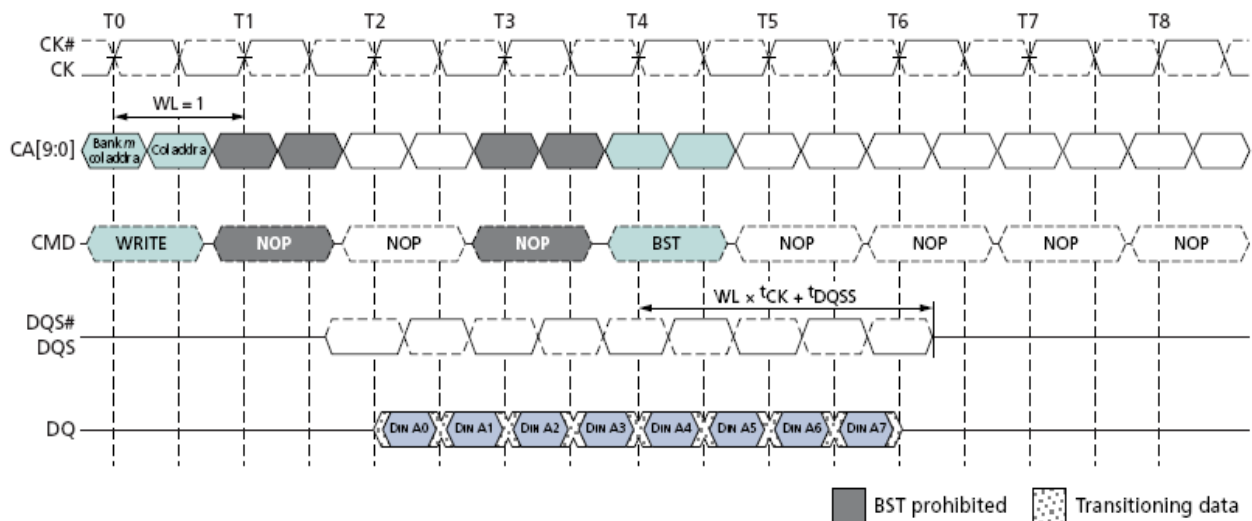 T0 T1 T2 T3 T4 T5 T6 T7 T8
CK#
CK
WL = 1
CA[9:0] Bank m Col addr a
col addr a
CMD WRITE NOP NOP NOP BST NOP NOP NOP NOP
WL × tCK + tDQSS
DQS#
DQS
DQ DIN A0 DIN A1 DIN A2 DIN A3 DIN A4 DIN A5 DIN A6 DIN A7
BST prohibited Transitioning data